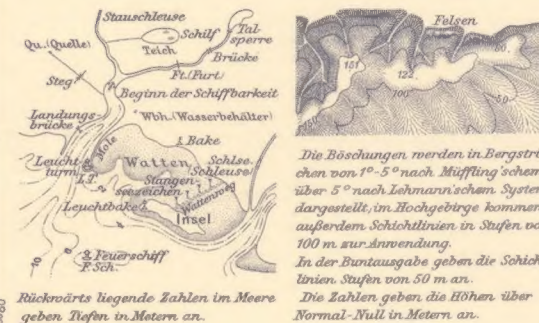 Stauschleuse
Schilf
Tal-
sperre
Qu. (Quelle)
Teich
Brücke
Steg
Ft. (Furt)
Beginn der Schiffbarkeit
Landungs-
brücke
Wbh. (Wasserbehälter)
Bake
Mole
Watten
Schlse.
Schleuse
Leucht-
turm
L.T.
Stangen-
seezeichen
Wattenweg
Leuchtbake
Insel
Feuerschiff
F. Sch.
Rückwärts liegende Zahlen im Meere
geben Tiefen in Metern an.
Felsen
151
122
100
50
150
Die Böschungen werden in Bergstri
chen von 1°-5° nach Müffling'schem
über 5° nach Lehmann'schem System
dargestellt, im Hochgebirge kommen
außerdem Schichtlinien in Stufen vo
100 m zur Anwendung.
In der Buntausgabe geben die Schich
linien Stufen von 50 m an.
Die Zahlen geben die Höhen über
Normal-Null in Metern an.